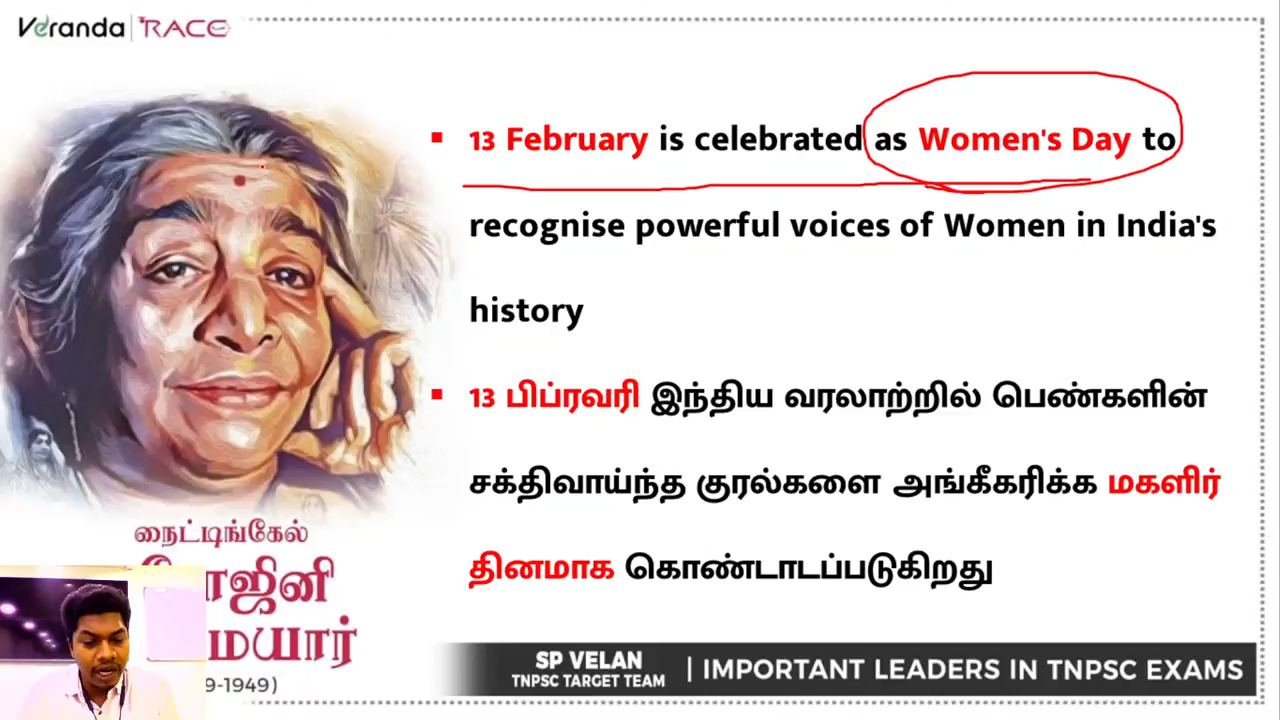 Veranda RACE
13 February is celebrated as Women's Day to
recognise powerful voices of Women in India's
history
13 பிப்ரவரி இந்திய வரலாற்றில் பெண்களின்
சக்திவாய்ந்த குரல்களை அங்கீகரிக்க மகளிர்
தினமாக கொண்டாடப்படுகிறது
நைட்டிங்கேல்
ஜினி
மையார்
9-1949)
SP VELAN
TNPSC TARGET TEAM
| IMPORTANT LEADERS IN TNPSC EXAMS